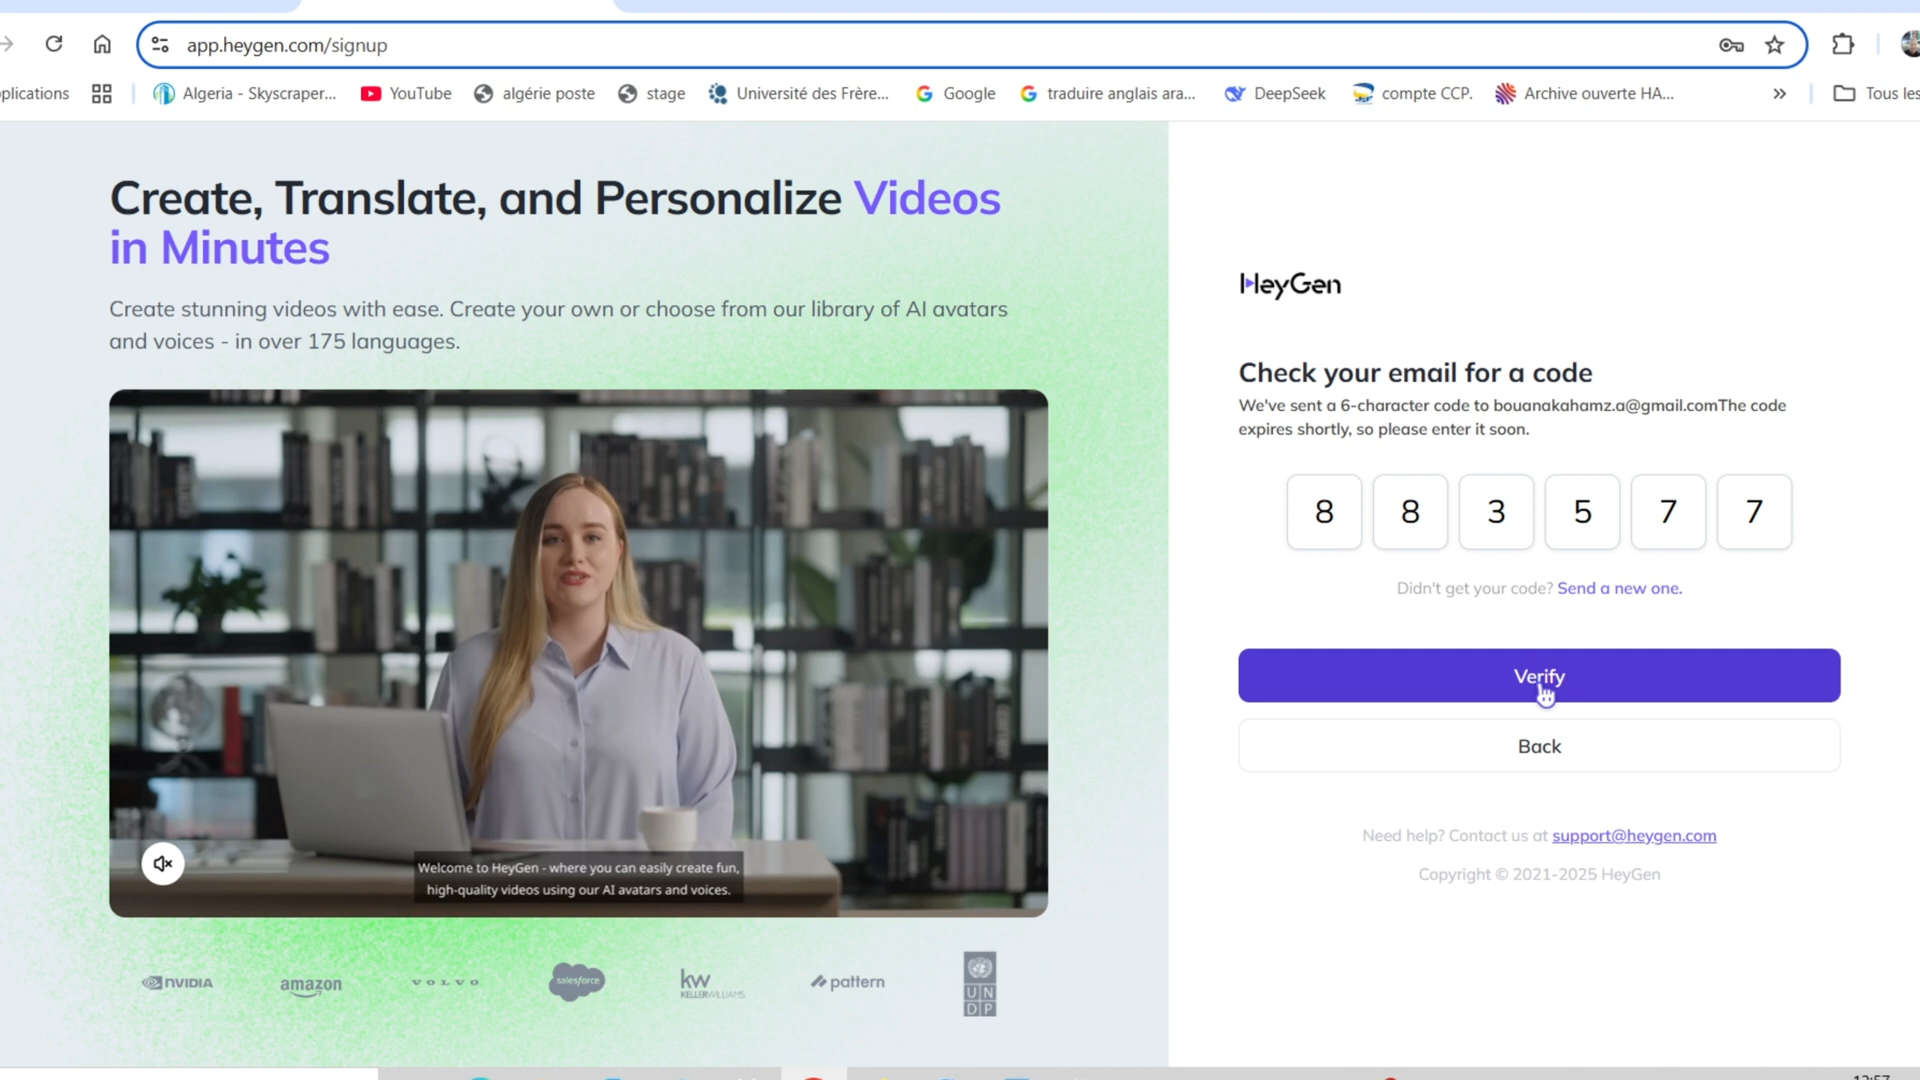 app.heygen.com/signup
plications
Algeria - Skyscraper...
YouTube
algérie poste
stage
Université des Frère...
Google
traduire anglais ara...
DeepSeek
compte CCP.
Archive ouverte HA...
»
Tous les
Create, Translate, and Personalize Videos
in Minutes
Create stunning videos with ease. Create your own or choose from our library of AI avatars
and voices - in over 175 languages.
Welcome to HeyGen - where you can easily create fun,
high-quality videos using our AI avatars and voices.
NVIDIA
amazon
VOLVO
salesforce
kw
KELLERWILLIAMS
pattern
U N
D P
HeyGen
Check your email for a code
We've sent a 6-character code to bouanakahamz.a@gmail.comThe code
expires shortly, so please enter it soon.
8 8 3 5 7 7
Didn't get your code? Send a new one.
Verify
Back
Need help? Contact us at support@heygen.com
Copyright © 2021-2025 HeyGen